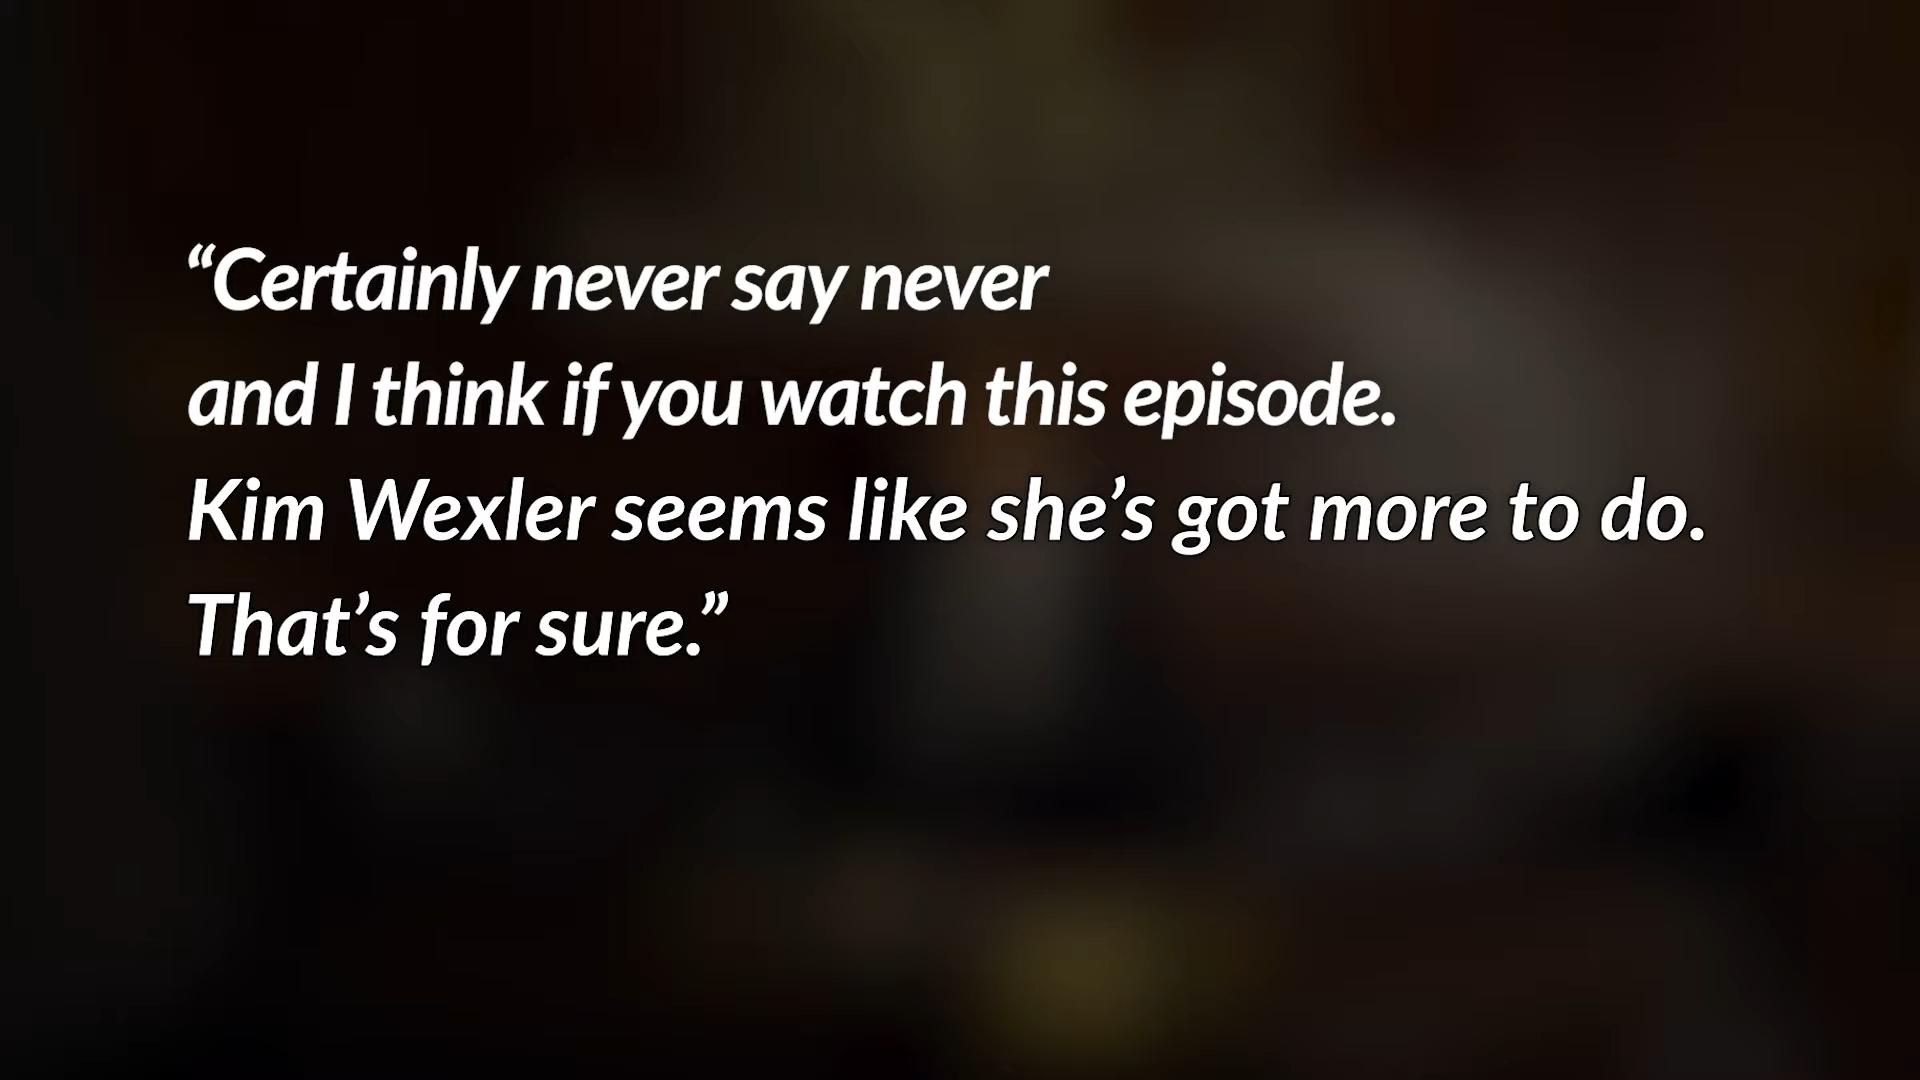 “Certainly never say never
and I think if you watch this episode.
Kim Wexler seems like she’s got more to do.
That’s for sure.”